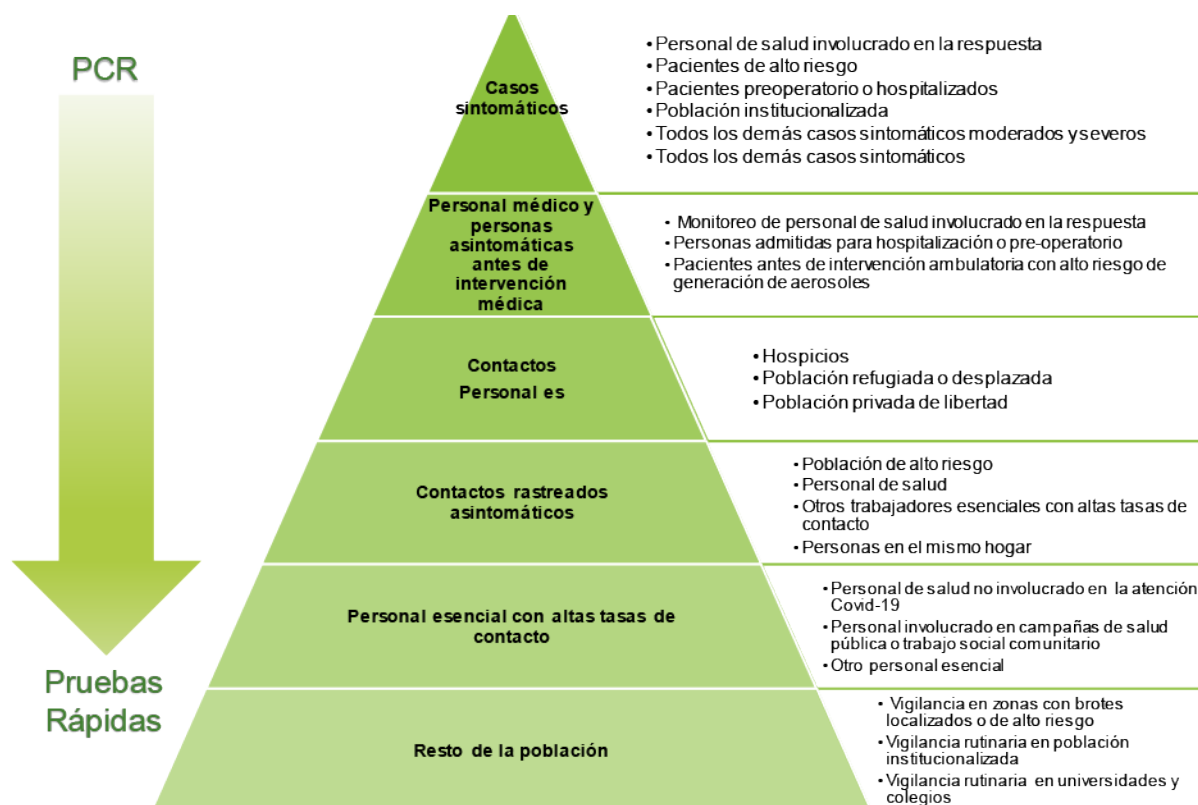 PCR
Pruebas
Rápidas
Casos
sintomáticos
• Personal de salud involucrado en la respuesta
• Pacientes de alto riesgo
• Pacientes preoperatorio o hospitalizados
• Población institucionalizada
• Todos los demás casos sintomáticos moderados y severos
• Todos los demás casos sintomáticos
Personal médico y
personas
asintomáticas
antes de
intervención
médica
• Monitoreo de personal de salud involucrado en la respuesta
• Personas admitidas para hospitalización o pre-operatorio
• Pacientes antes de intervención ambulatoria con alto riesgo de
generación de aerosoles
Contactos
Personal es
• Hospicios
• Población refugiada o desplazada
• Población privada de libertad
Contactos rastreados
asintomáticos
• Población de alto riesgo
• Personal de salud
• Otros trabajadores esenciales con altas tasas de
contacto
• Personas en el mismo hogar
Personal esencial con altas tasas de
contacto
• Personal de salud no involucrado en la atención
Covid-19
• Personal involucrado en campañas de salud
pública o trabajo social comunitario
• Otro personal esencial
Resto de la población
• Vigilancia en zonas con brotes
localizados o de alto riesgo
• Vigilancia rutinaria en población
institucionalizada
• Vigilancia rutinaria en universidades y
colegios